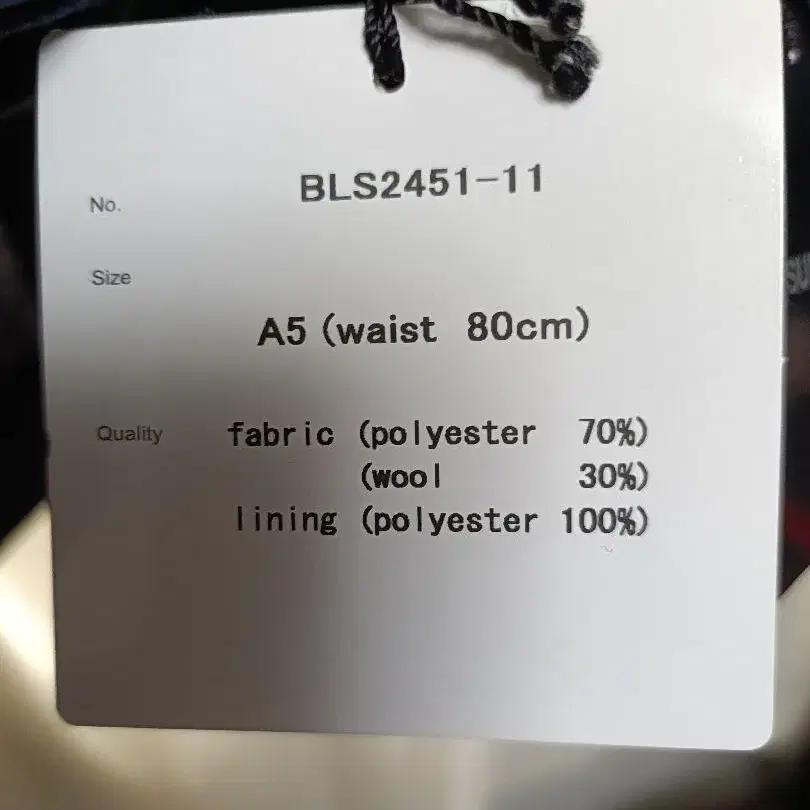 No. BLS2451-11
Size
A5 (waist 80cm)
Quality fabric (polyester 70%)
(wool 30%)
lining (polyester 100%)